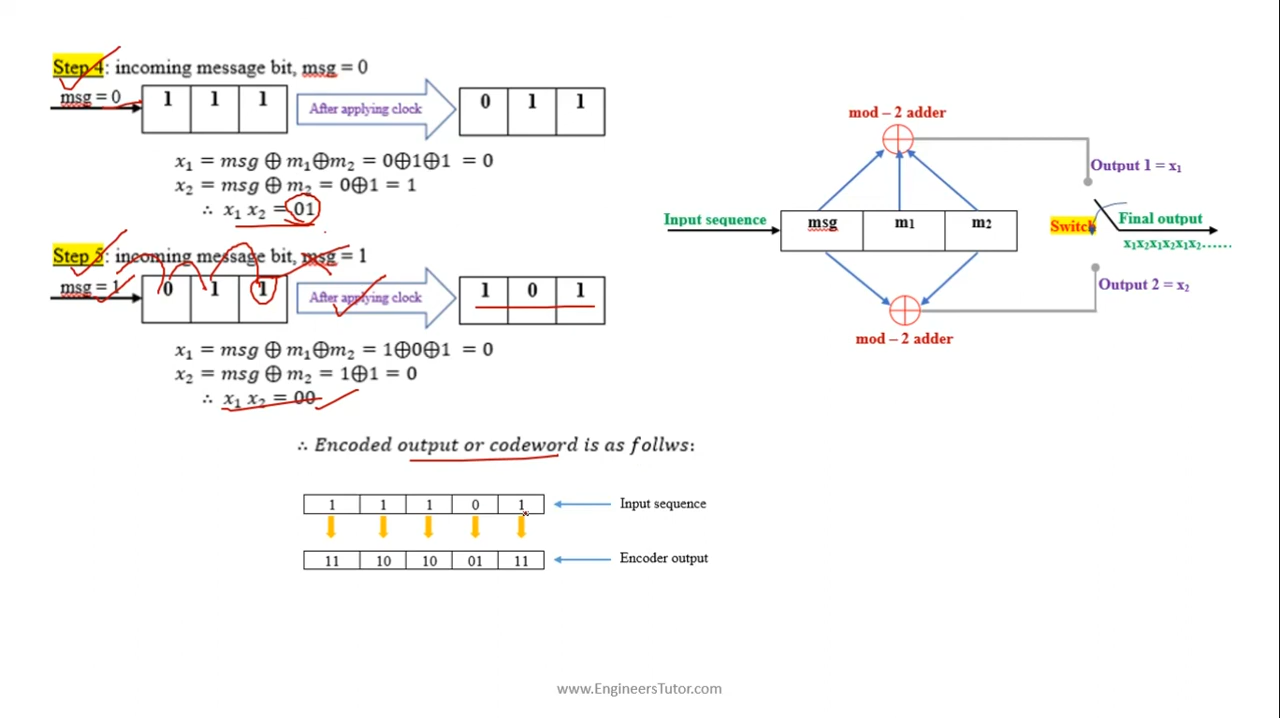 Step 4: incoming message bit, msg = 0
msg = 0
1 1 1
After applying clock
0 1 1
x₁ = msg ⊕ m₁⊕m₂ = 0⊕1⊕1 = 0
x₂ = msg ⊕ m₂ = 0⊕1 = 1
∴ x₁ x₂ = 01
Step 5: incoming message bit, msg = 1
msg = 1
0 1 1
After applying clock
1 0 1
x₁ = msg ⊕ m₁⊕m₂ = 1⊕0⊕1 = 0
x₂ = msg ⊕ m₂ = 1⊕1 = 0
∴ x₁ x₂ = 00
mod – 2 adder
Output 1 = x₁
Input sequence
msg m1 m2
Switch
Final output
x₁x₂x₁x₂x₁x₂......
Output 2 = x₂
mod – 2 adder
∴ Encoded output or codeword is as follws:
1 1 1 0 1
Input sequence
11 10 10 01 11
Encoder output
www.EngineersTutor.com